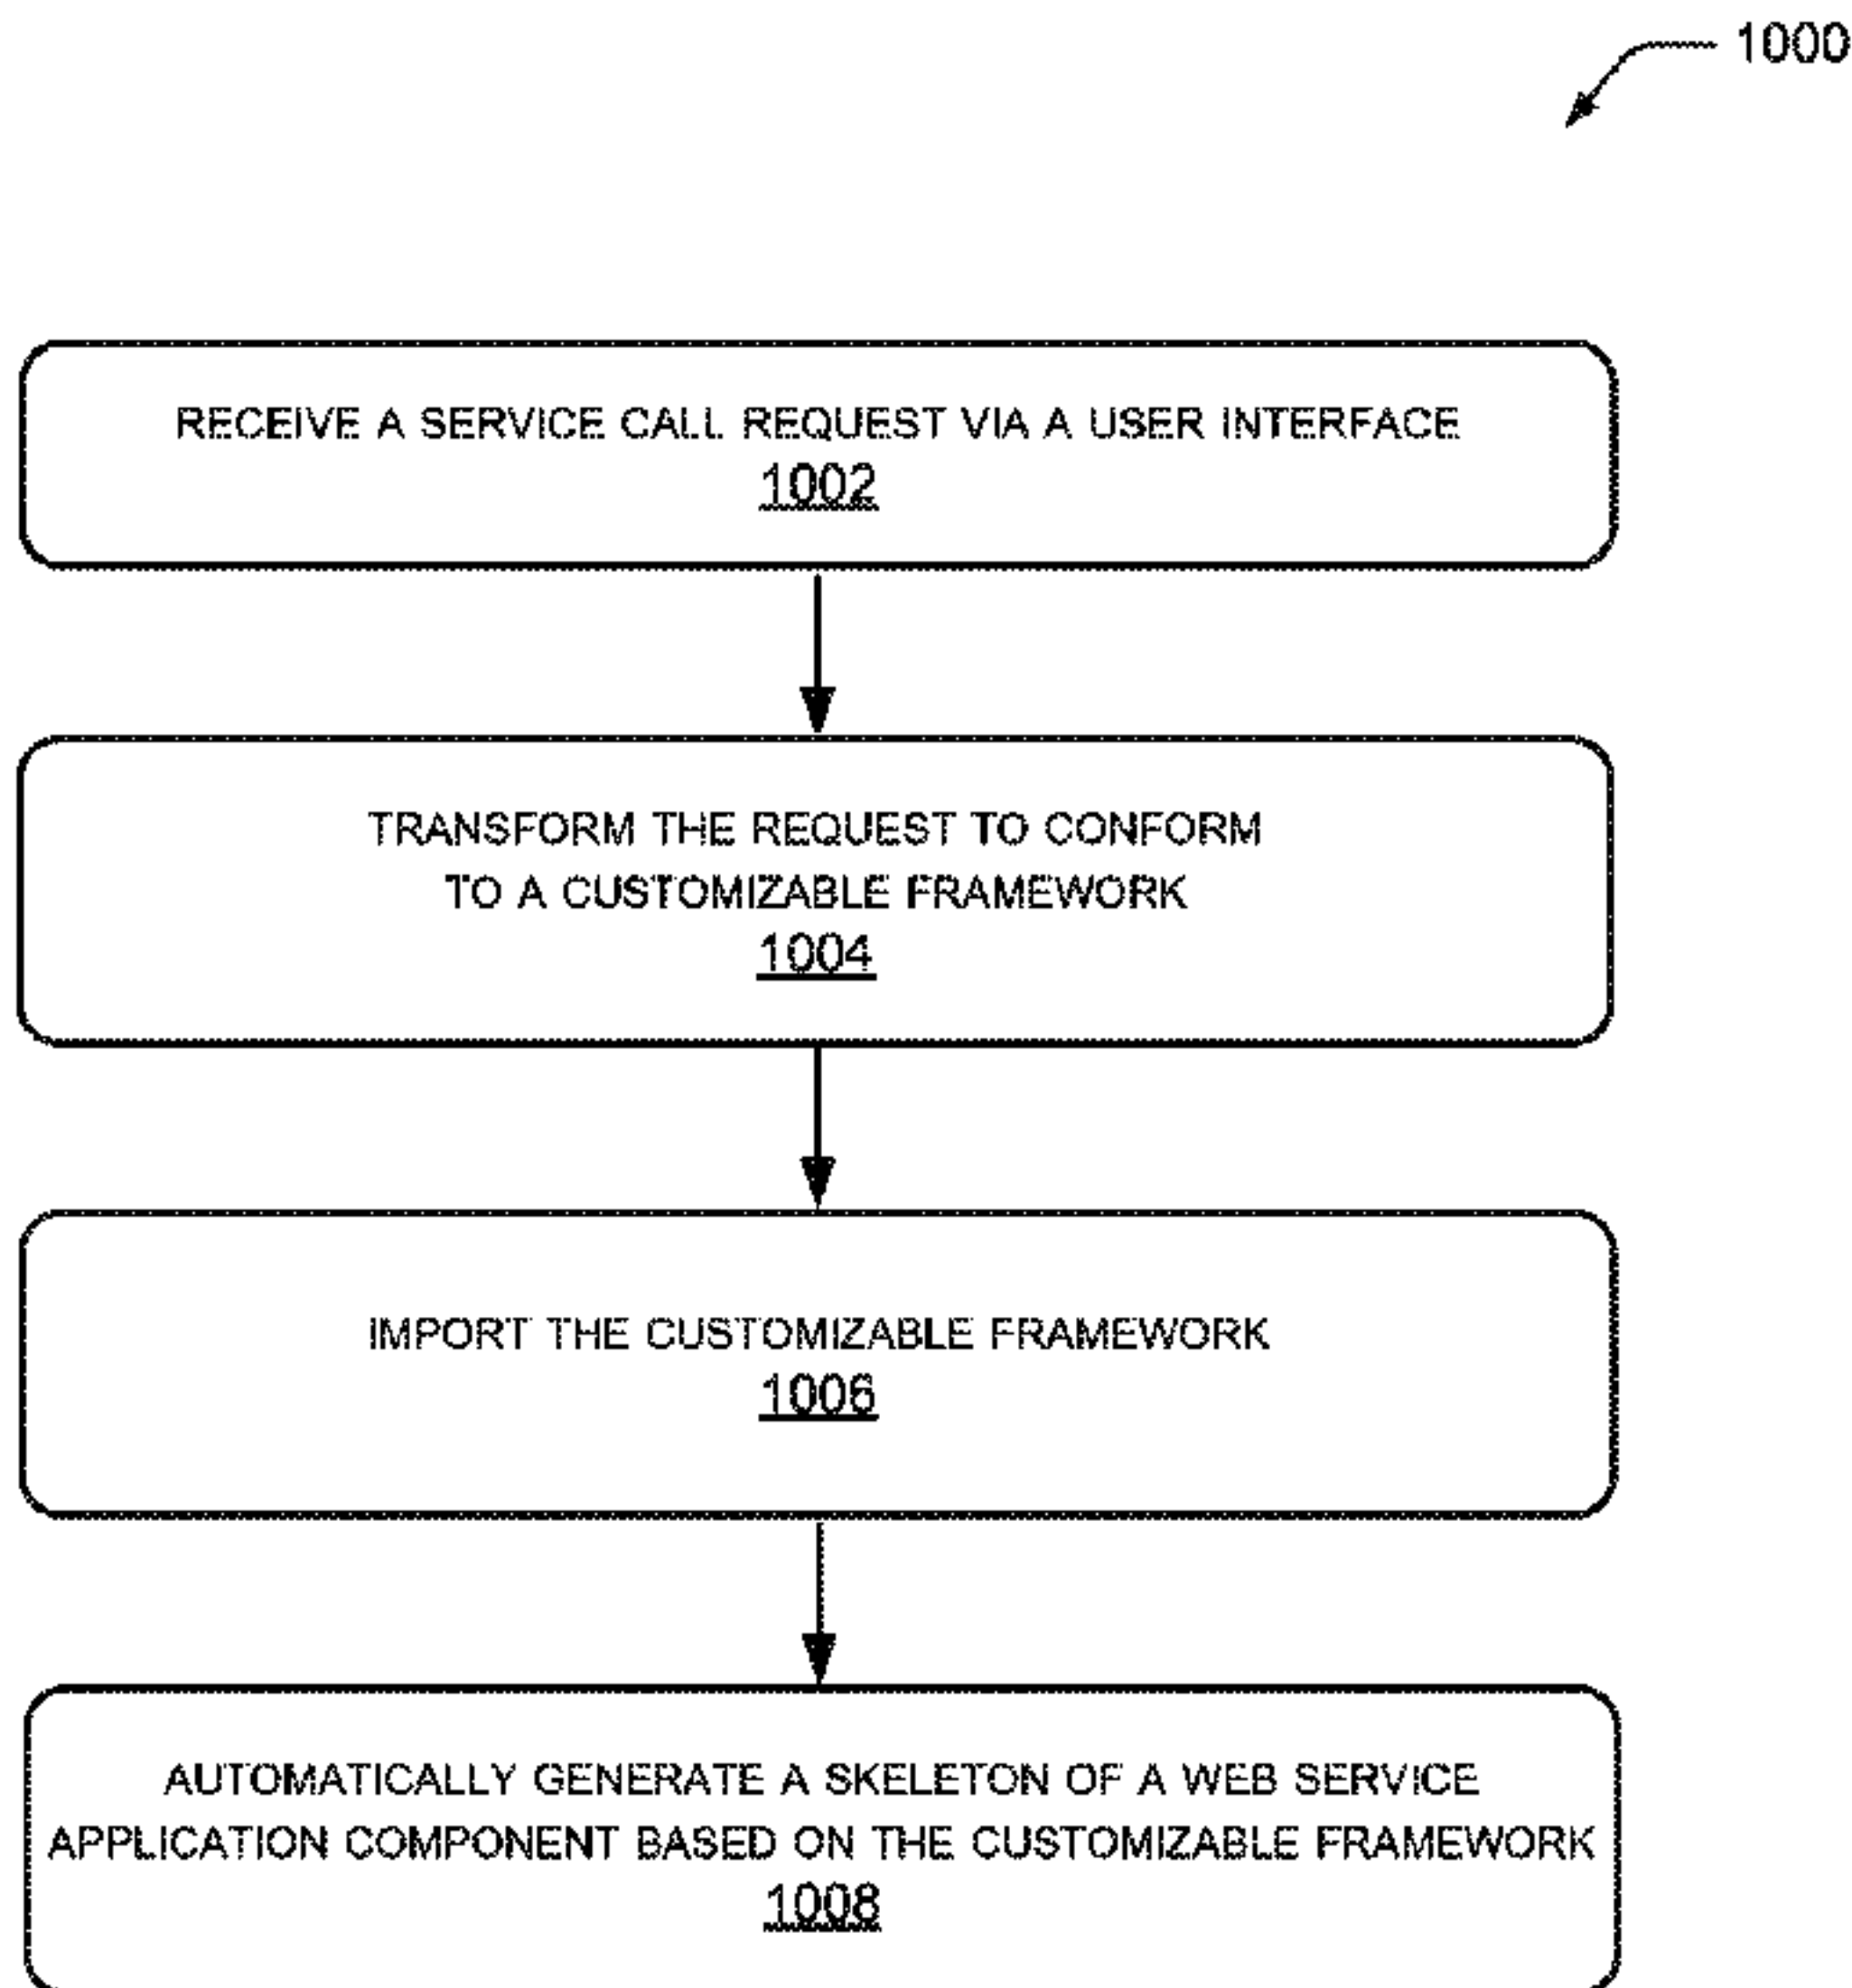 1000
RECEIVE A SERVICE CALL REQUEST VIA A USER INTERFACE
1002
TRANSFORM THE REQUEST TO CONFORM
TO A CUSTOMIZABLE FRAMEWORK
1004
IMPORT THE CUSTOMIZABLE FRAMEWORK
1006
AUTOMATICALLY GENERATE A SKELETON OF A WEB SERVICE
APPLICATION COMPONENT BASED ON THE CUSTOMIZABLE FRAMEWORK
1008